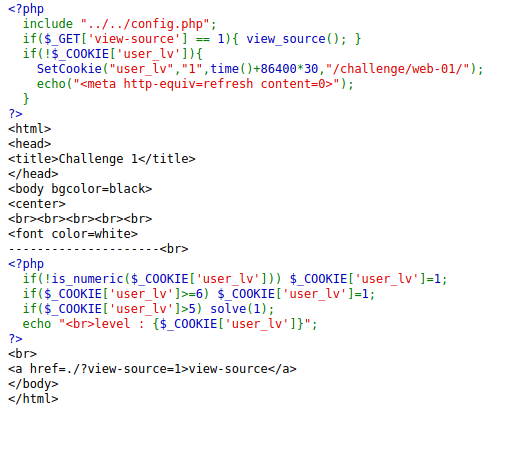 <?php
  include "../../config.php";
  if($_GET['view-source'] == 1){ view_source(); }
  if(!$_COOKIE['user_lv']){
    SetCookie("user_lv","1",time()+86400*30,"/challenge/web-01/");
    echo("<meta http-equiv=refresh content=0>");
  }
?>
<html>
<head>
<title>Challenge 1</title>
</head>
<body bgcolor=black>
<center>
<br><br><br><br><br>
<font color=white>
---------------------<br>
<?php
  if(!is_numeric($_COOKIE['user_lv'])) $_COOKIE['user_lv']=1;
  if($_COOKIE['user_lv']>=6) $_COOKIE['user_lv']=1;
  if($_COOKIE['user_lv']>5) solve(1);
  echo "<br>level : {$_COOKIE['user_lv']}";
?>
<br>
<a href=./?view-source=1>view-source</a>
</body>
</html>